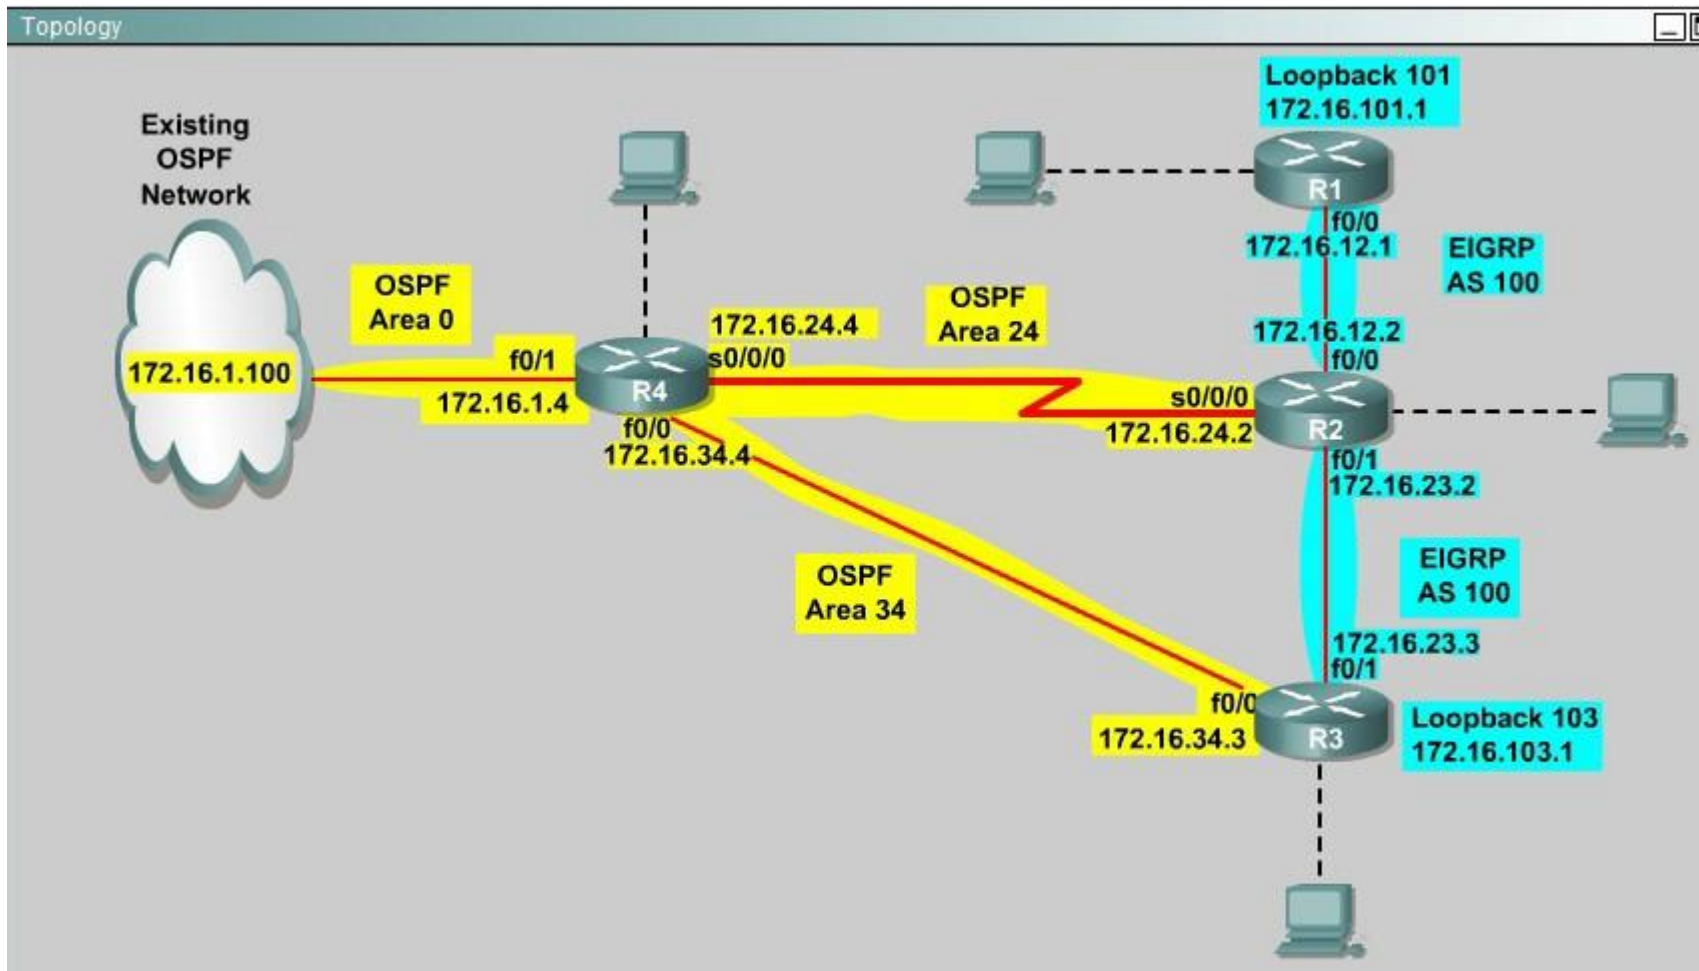 Topology
Existing
OSPF
Network
172.16.1.100
OSPF
Area 0
f0/1
172.16.1.4
R4
172.16.24.4
s0/0/0
f0/0
172.16.34.4
OSPF
Area 24
s0/0/0
172.16.24.2
OSPF
Area 34
f0/0
172.16.34.3
Loopback 101
172.16.101.1
R1
f0/0
172.16.12.1
EIGRP
AS 100
172.16.12.2
f0/0
R2
f0/1
172.16.23.2
EIGRP
AS 100
172.16.23.3
f0/1
R3
Loopback 103
172.16.103.1